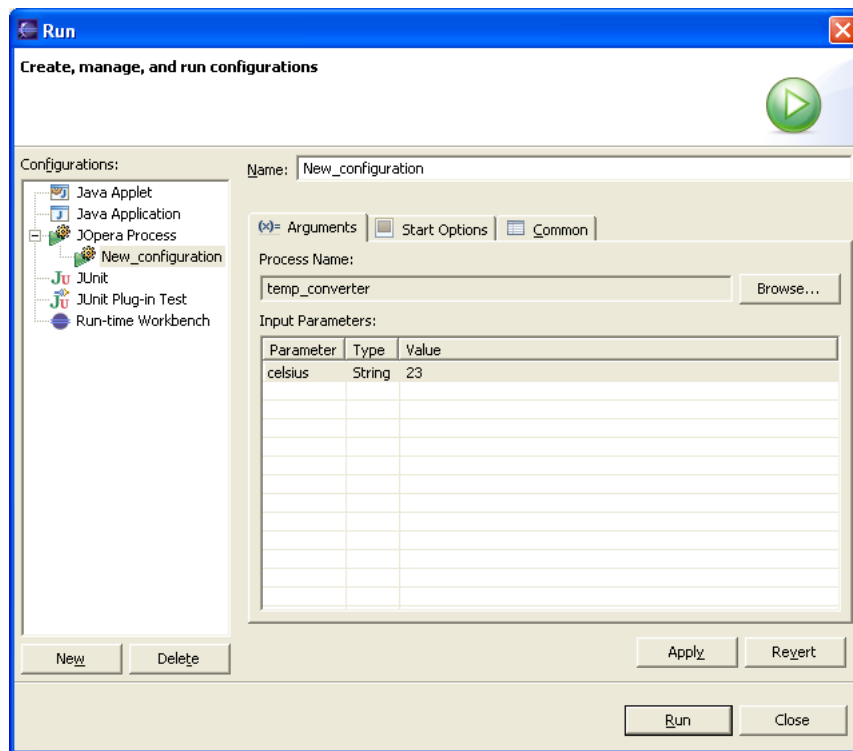 Run
Create, manage, and run configurations
Configurations:
Java Applet
Java Application
JOpera Process
New_configuration
JUnit
JUnit Plug-in Test
Run-time Workbench
New
Delete
Name: New_configuration
(x)= Arguments
Start Options
Common
Process Name:
temp_converter
Browse...
Input Parameters:
Parameter Type Value
celsius String 23
Apply
Revert
Run
Close